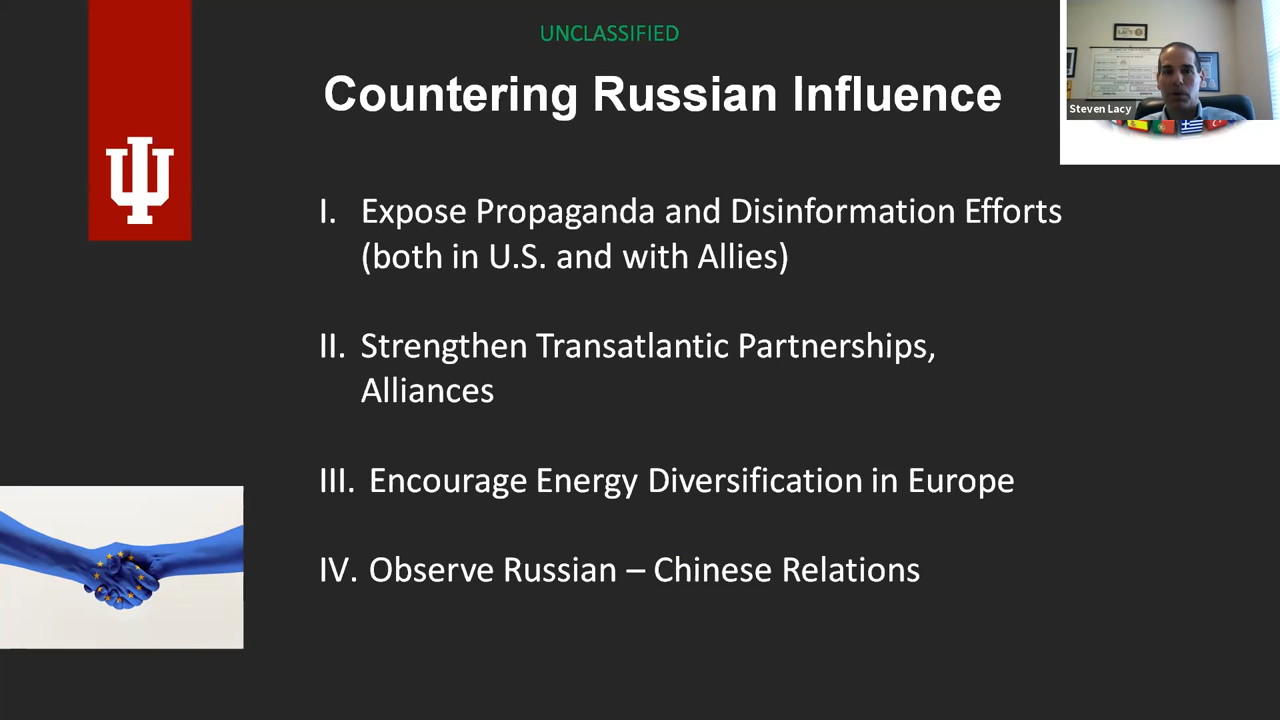 UNCLASSIFIED
Countering Russian Influence
Steven Lacy
I. Expose Propaganda and Disinformation Efforts
(both in U.S. and with Allies)
II. Strengthen Transatlantic Partnerships,
Alliances
III. Encourage Energy Diversification in Europe
IV. Observe Russian – Chinese Relations